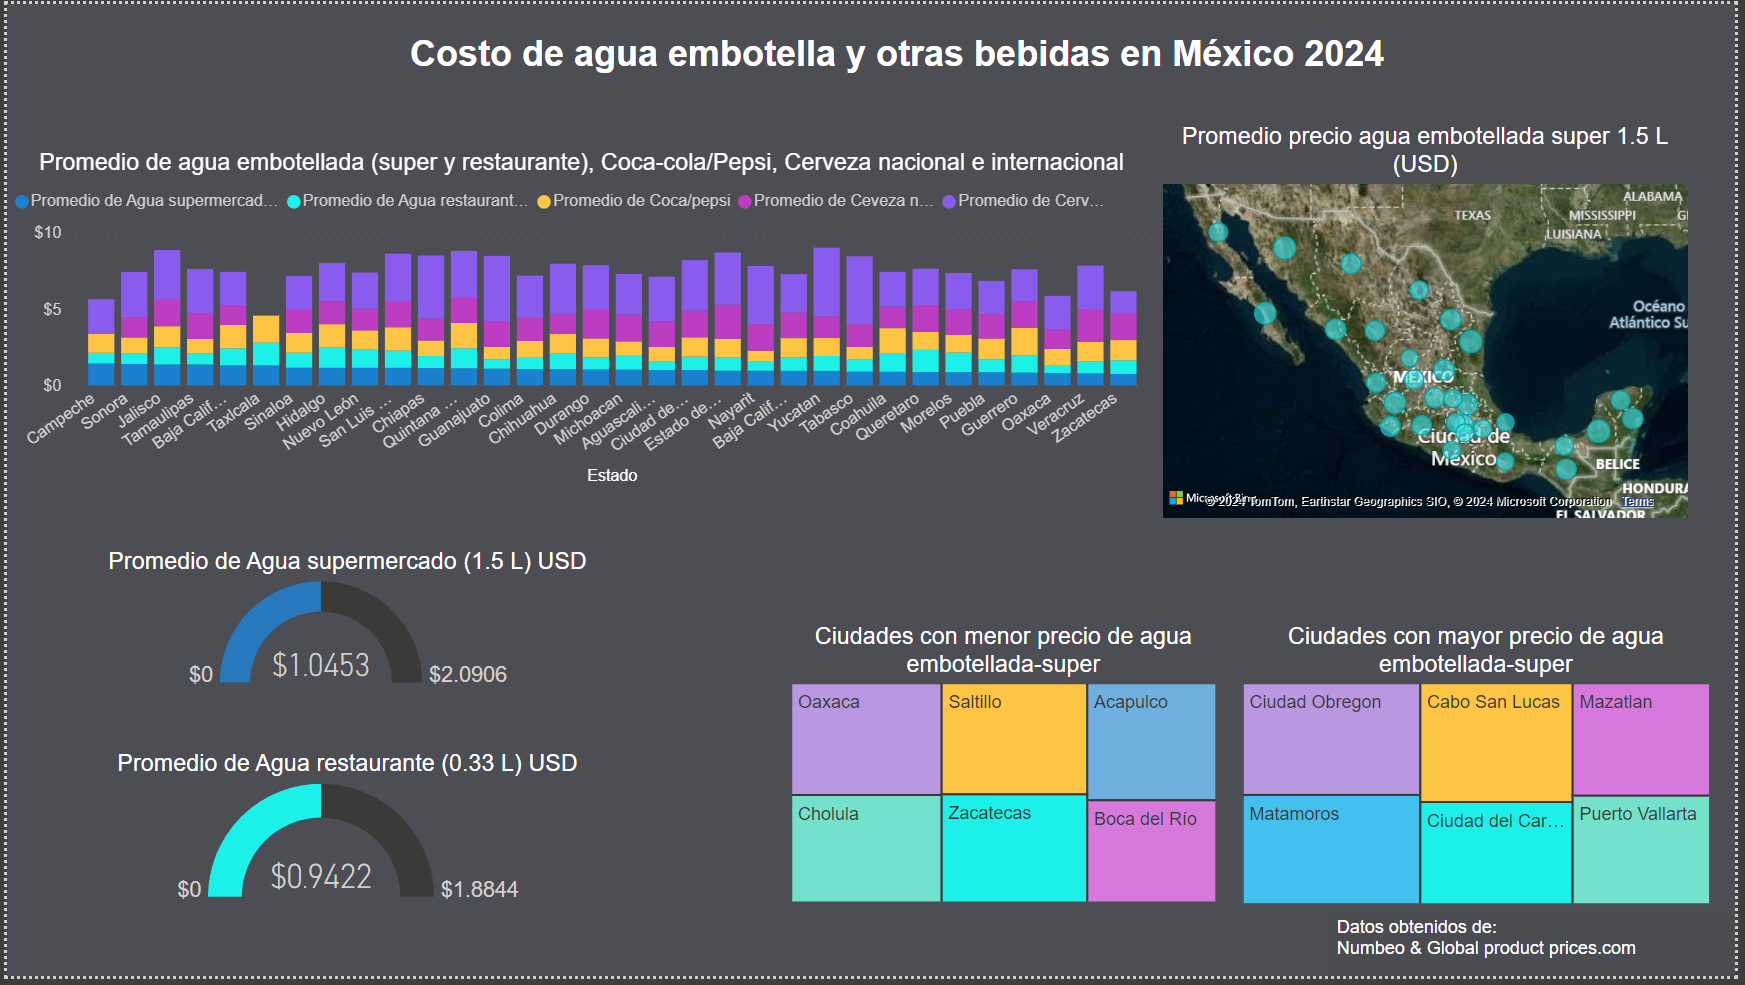 Costo de agua embotella y otras bebidas en México 2024
Promedio de agua embotellada (super y restaurante), Coca-cola/Pepsi, Cerveza nacional e internacional
Promedio de Agua supermercad...
Promedio de Agua restaurant...
Promedio de Coca/pepsi
Promedio de Ceveza n...
Promedio de Cerv...
$10
$5
$0
Campeche
Sonora
Jalisco
Tamaulipas
Baja Calif...
Taxlcala
Sinaloa
Hidalgo
Nuevo León
San Luis ...
Chiapas
Quintana ...
Guanajuato
Colima
Chihuahua
Durango
Michoacan
Aguascali...
Ciudad de...
Estado de...
Nayarit
Baja Calif...
Yucatan
Tabasco
Coahuila
Queretaro
Morelos
Puebla
Guerrero
Oaxaca
Veracruz
Zacatecas
Estado
Promedio precio agua embotellada super 1.5 L
(USD)
ALABAMA
TEXAS
MISSISSIPPI
GE
LUISIANA
Océano
Atlántico Su
MÉXICO
Ciudad de
México
BELICE
HONDURA
EL SALVADOR
Microsoft Bing
© 2024 TomTom, Earthstar Geographics SIO, © 2024 Microsoft Corporation
Terms
Promedio de Agua supermercado (1.5 L) USD
$0
$1.0453
$2.0906
Promedio de Agua restaurante (0.33 L) USD
$0
$0.9422
$1.8844
Ciudades con menor precio de agua
embotellada-super
Oaxaca
Saltillo
Acapulco
Cholula
Zacatecas
Boca del Río
Ciudades con mayor precio de agua
embotellada-super
Ciudad Obregon
Cabo San Lucas
Mazatlan
Matamoros
Ciudad del Car...
Puerto Vallarta
Datos obtenidos de:
Numbeo & Global product prices.com